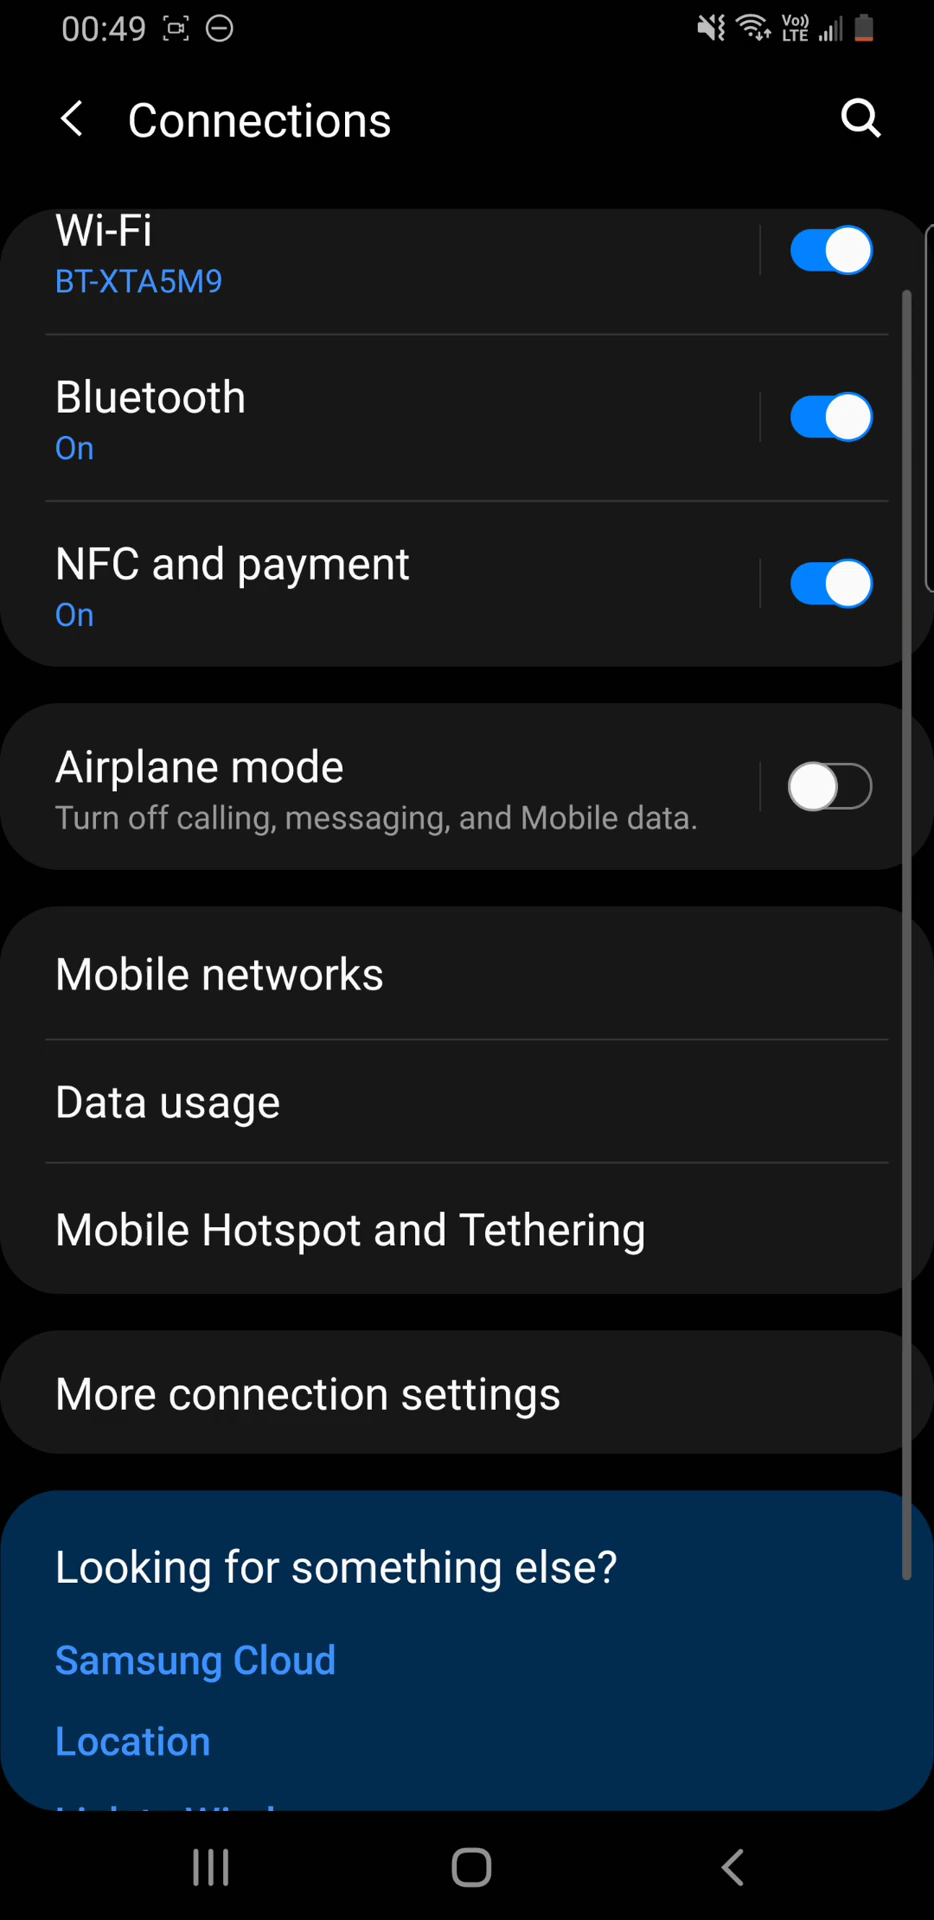 00:49
Vo)) LTE
Connections
Wi-Fi
BT-XTA5M9
Bluetooth
On
NFC and payment
On
Airplane mode
Turn off calling, messaging, and Mobile data.
Mobile networks
Data usage
Mobile Hotspot and Tethering
More connection settings
Looking for something else?
Samsung Cloud
Location